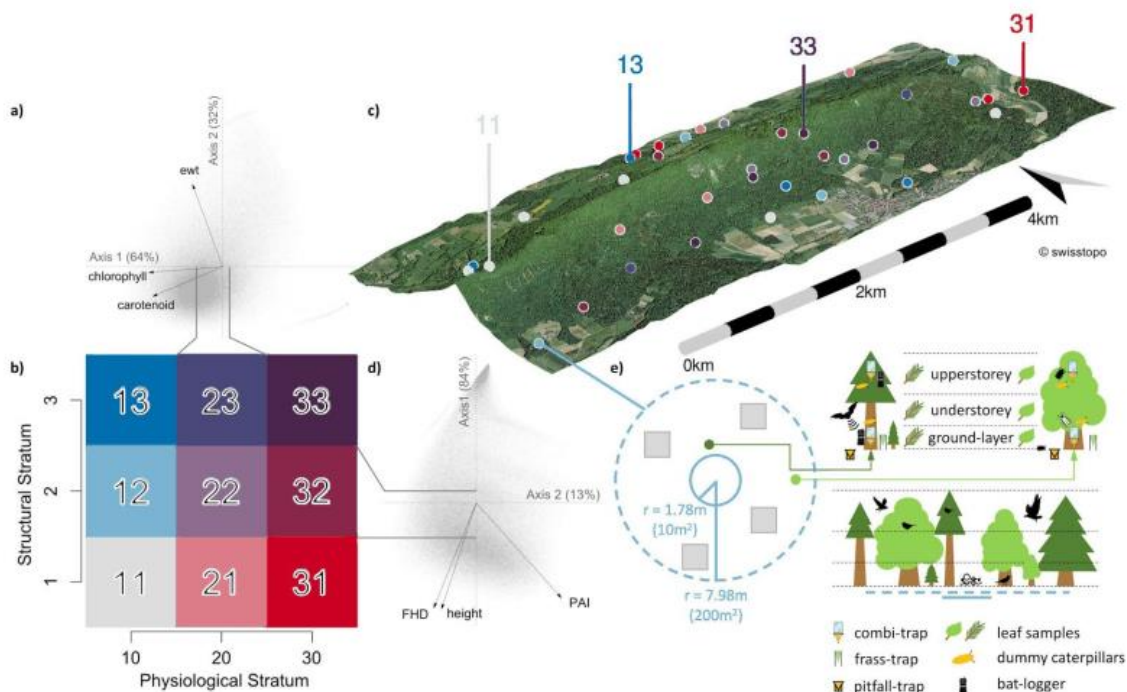 a)
Axis 2 (32%)
ewt
Axis 1 (64%)
chlorophyll
carotenoid
c)
11
13
33
31
4km
2km
0km
© swisstopo
b)
Structural Stratum
3
2
1
13
23
33
12
22
32
11
21
31
10
20
30
Physiological Stratum
d)
Axis1 (84%)
Axis 2 (13%)
FHD
height
PAI
e)
r = 1.78m
(10m²)
r = 7.98m
(200m²)
upperstorey
understorey
ground-layer
combi-trap
leaf samples
frass-trap
dummy caterpillars
pitfall-trap
bat-logger